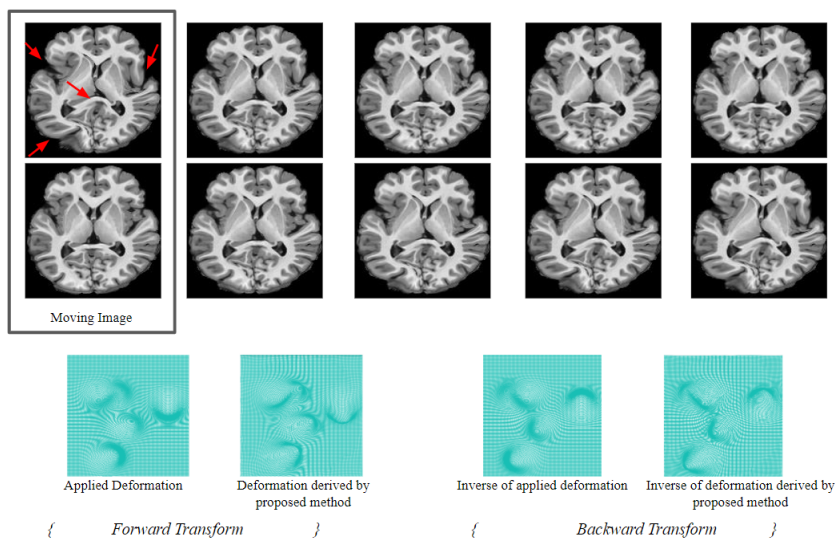 Moving Image
Applied Deformation
Deformation derived by
proposed method
Inverse of applied deformation
Inverse of deformation derived by
proposed method
{ Forward Transform }
{ Backward Transform }